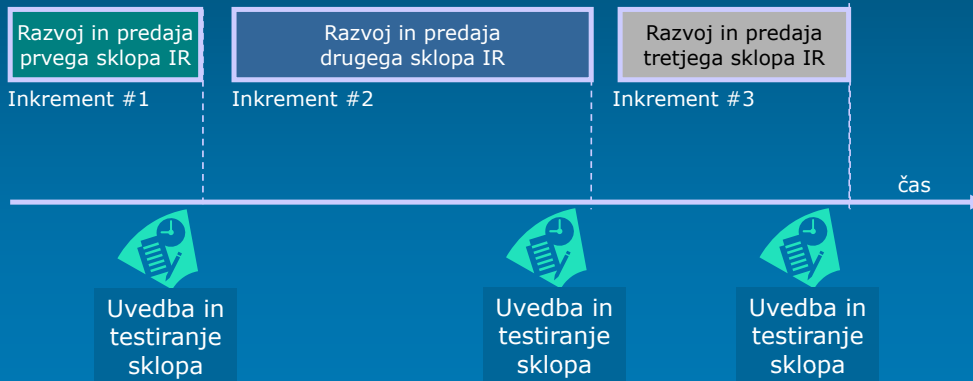 Razvoj in predaja
prvega sklopa IR
Razvoj in predaja
drugega sklopa IR
Razvoj in predaja
tretjega sklopa IR
Inkrement #1
Inkrement #2
Inkrement #3
čas
Uvedba in
testiranje
sklopa
Uvedba in
testiranje
sklopa
Uvedba in
testiranje
sklopa